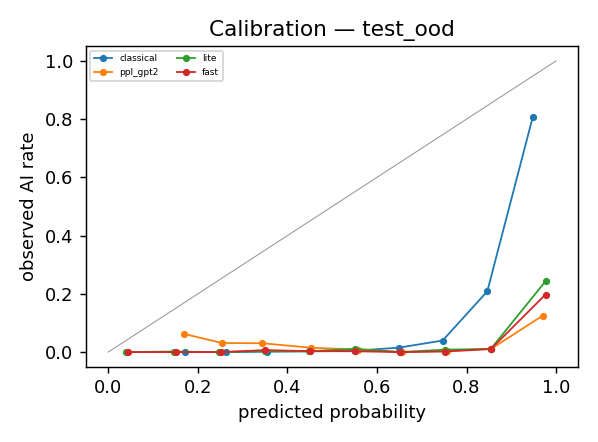 Calibration — test_ood
classical
ppl_gpt2
lite
fast
1.0
0.8
0.6
0.4
0.2
0.0
observed AI rate
0.0 0.2 0.4 0.6 0.8 1.0
predicted probability